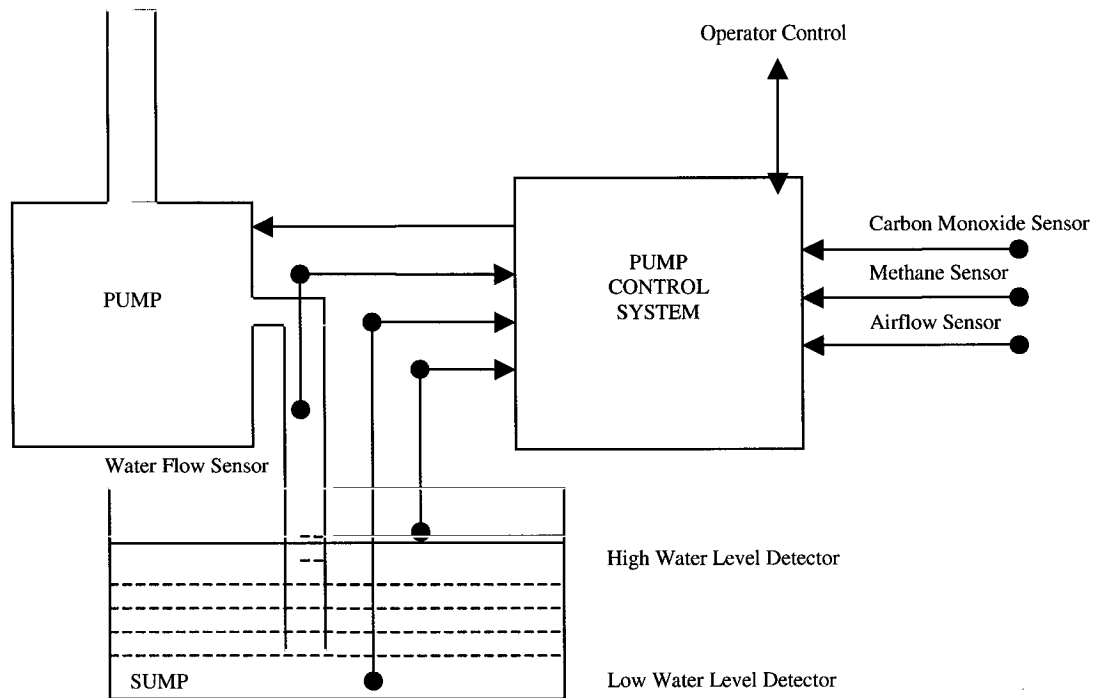 Operator Control
Carbon Monoxide Sensor
PUMP
CONTROL
SYSTEM
Methane Sensor
PUMP
Airflow Sensor
Water Flow Sensor
High Water Level Detector
SUMP
Low Water Level Detector